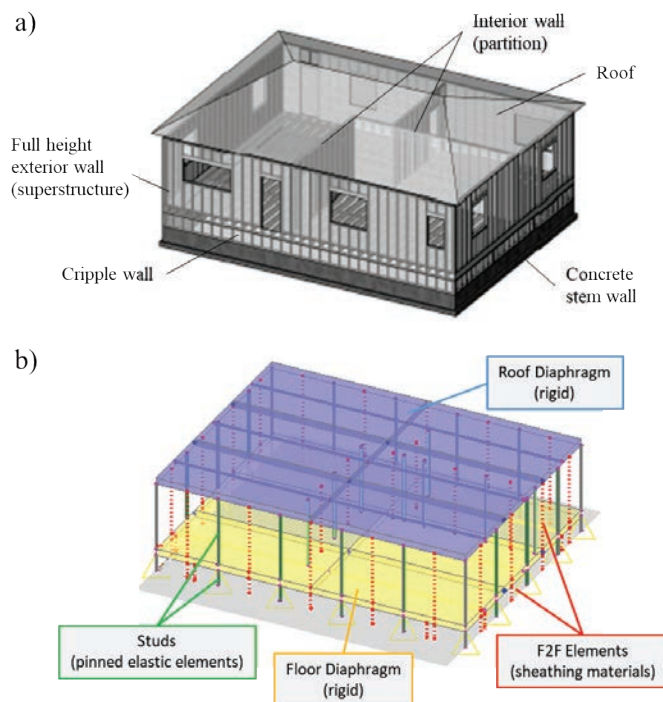 a)
Interior wall
(partition)
Roof
Full height
exterior wall
(superstructure)
Cripple wall
Concrete
stem wall
b)
Roof Diaphragm
(rigid)
Studs
(pinned elastic elements)
Floor Diaphragm
(rigid)
F2F Elements
(sheathing materials)